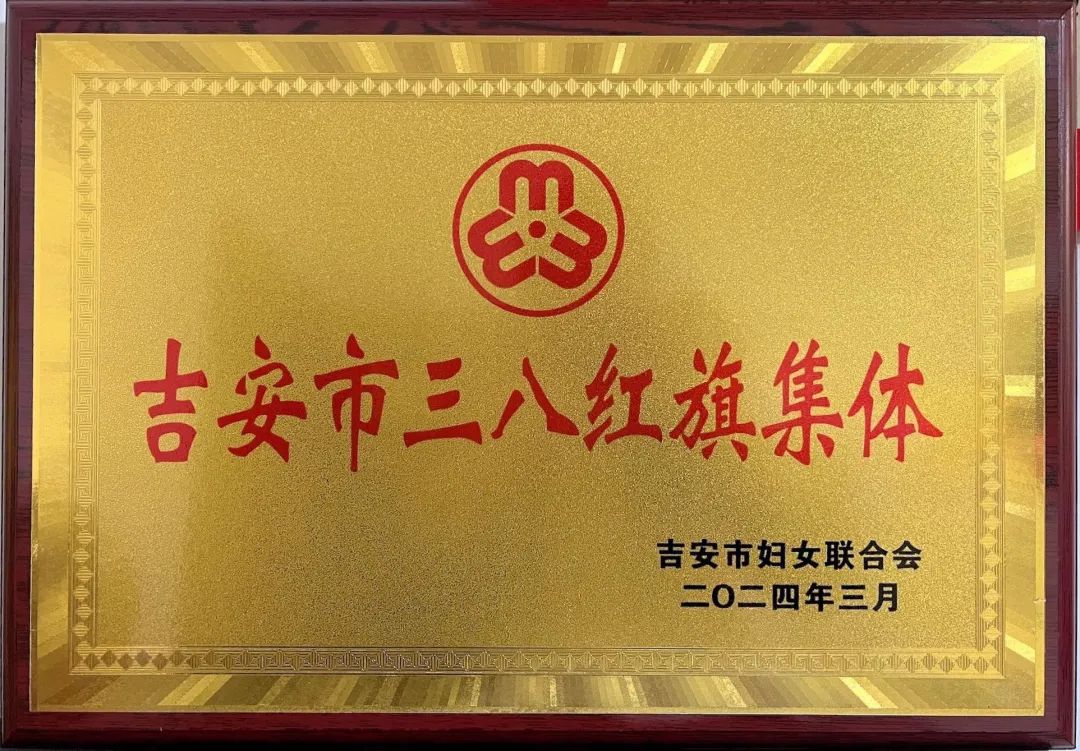 吉安市三八红旗集体
吉安市妇女联合会
二〇二四年三月